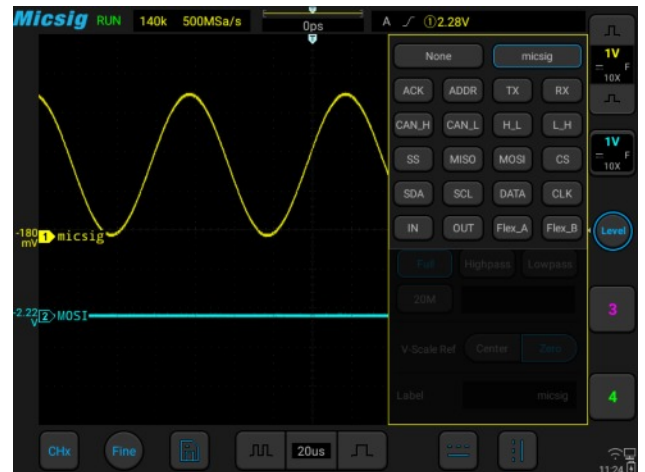 Micsig RUN 140k 500MSa/s 0ps A ①2.28V
T
None micsig
1V
F
10X
ACK ADDR TX RX
CAN_H CAN_L H_L L_H
1V
F
10X
SS MISO MOSI CS
SDA SCL DATA CLK
-180 mV 1 micsig
IN OUT Flex_A Flex_B
Level
Full Highpass Lowpass
20M
-2.22 V 2 MOSI
3
V-Scale Ref Center Zero
Label micsig
4
CHx Fine 20us
11:24